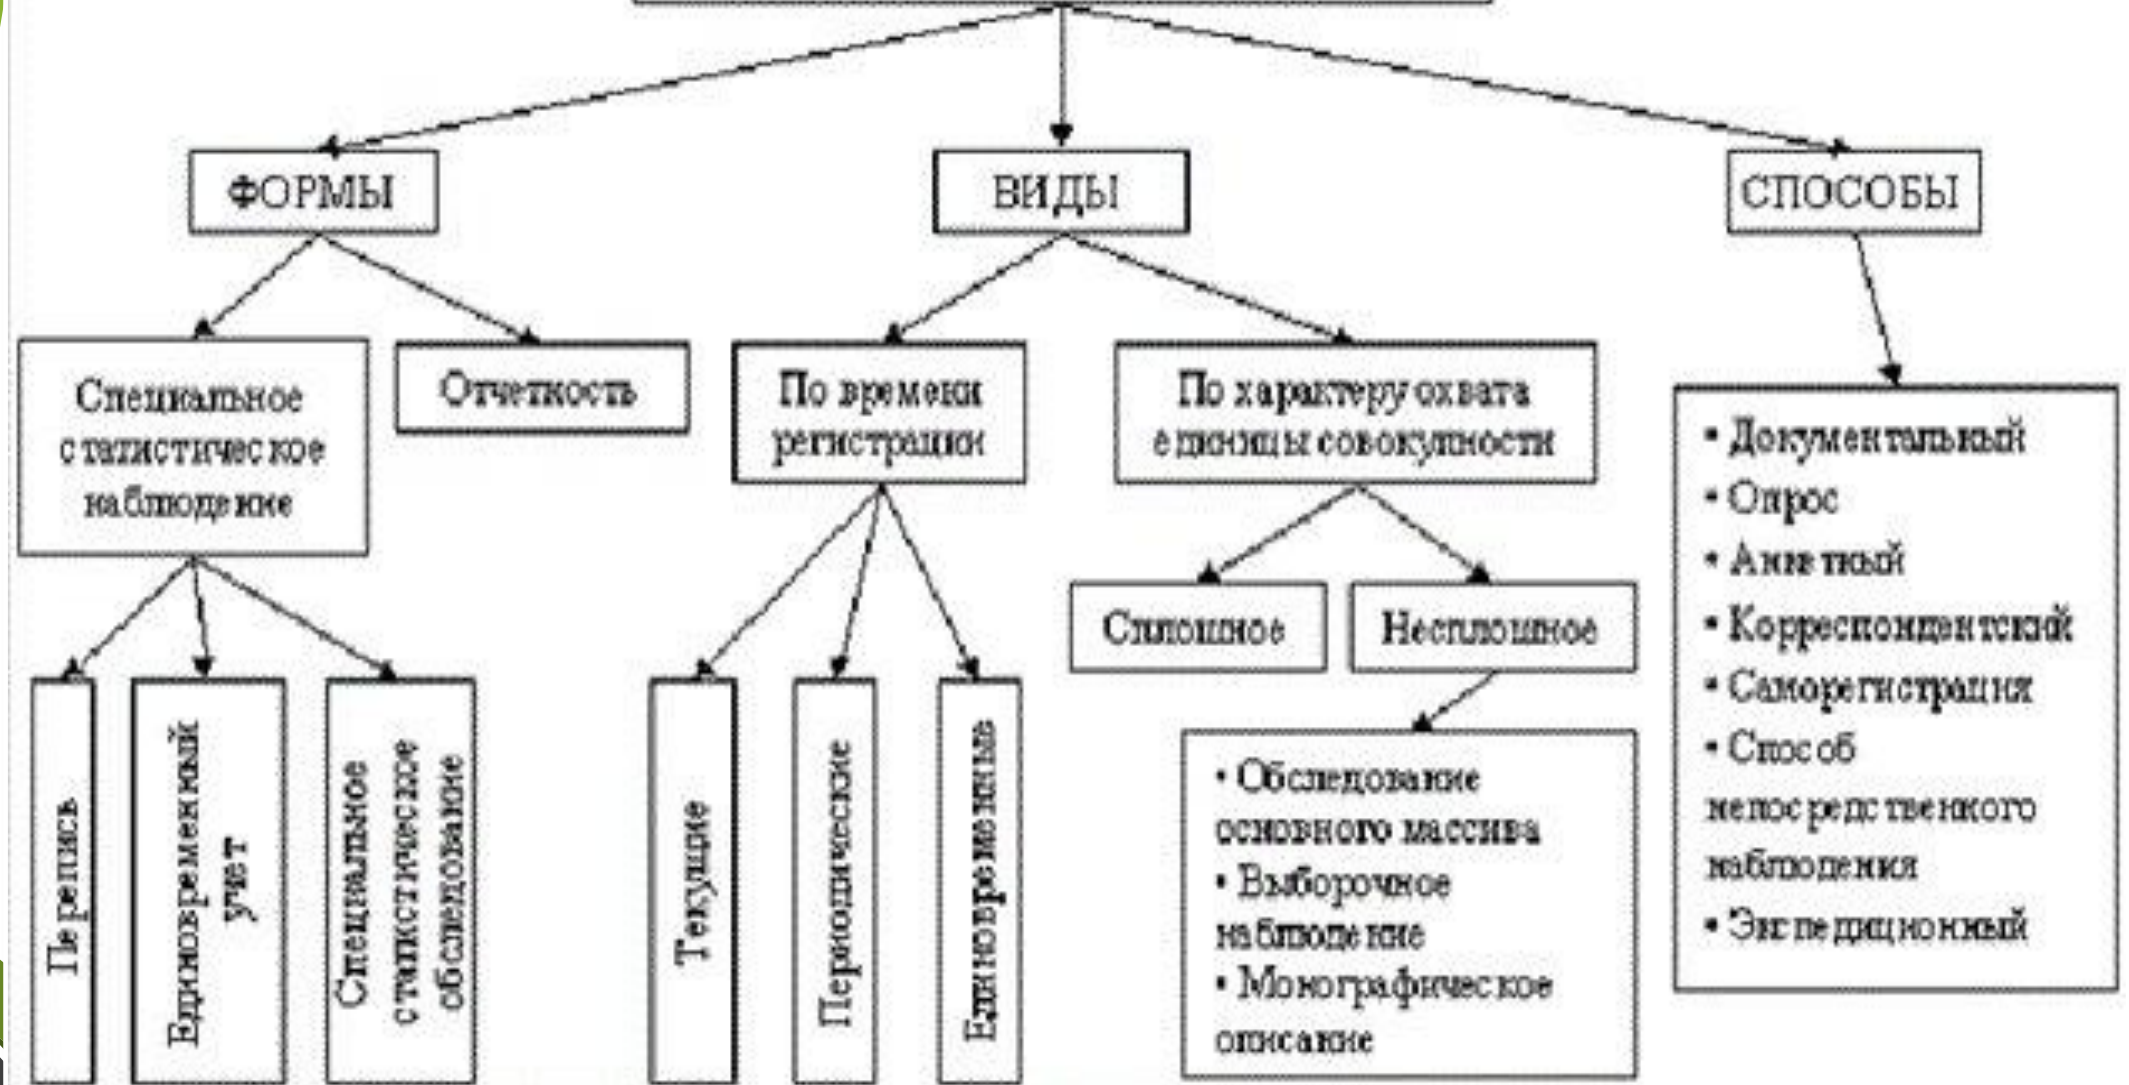 ФОРМЫ
ВИДЫ
СПОСОБЫ
Специальное
статистическое
наблюдение
Отчетность
По времени
регистрации
По характеру охвата
единицы совокупности
• Документальный
• Опрос
• Анкетный
• Корреспондентский
• Саморегистрация
• Способ
непосредственного
наблюдения
• Экспедиционный
Сплошное
Несплошное
Перепись
Единовременный
учет
Специальное
статистическое
обследование
Текущие
Периодические
Единовременные
• Обследование
основного массива
• Выборочное
наблюдение
• Монографическое
описание